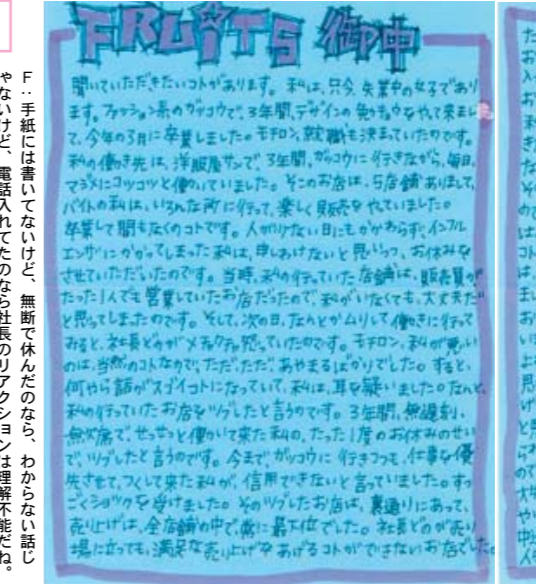 FRUiTS 御中
聞いていただきたいコトがあります。私は、只今、失業中の女子であり
ます。ファッション系のガッコウで、3年間、デザインの勉キョウをやって来まし
て、今年の3月に卒業しました。モチロン、就職も決まっていたのです。
私の働き先は、洋服屋サンで、3年間、ガッコウに行きながら、毎日、
マジメにコツコツと働いていました。そこのお店は、5店舗ありまして、
バイトの私は、いろんな所に行って、楽しく販売をやっていました。
卒業して間もなくのコトです。人がいない日にもかかわらず、インフル
エンザにかかってしまった私は、申しわけないと思いつつ、お休みを
させていただいたのです。当時、私の行っていた店舗は、販売員が
たった1人でも営業していたお店だったので、私がいなくても、大丈夫だ
と思ってしまったのです。そして、次の日、なんとかムリして働きに行って
みると、社長どのがメチャクチャ怒っていたのです。モチロン、私が悪い
のは、当然のコトなので、ただ、ただ、あやまるばかりでした。すると、
何やら話がスゴイコトになっていて、私は、耳を疑いました。なんと、
私の行っていたお店をツブしたと言うのです。3年間、無遅刻、
無欠席で、せっせと働いて来た私の、たった1度のお休みのせい
で、ツブしたと言うのです。今までガッコウに行きつつも、仕事を優
先させて、つくして来た私が、信用できないと言っていました。すっ
ごくショックを受けました。そのツブしたお店は、裏通りにあって、
売り上げは、全店舗の中で常に最下位でした。社長どのが売り
場に立っても、満足な売り上げをあげるコトができないお店でした。
F：手紙には書いてないけど、無断で休んだのなら、わからない話じ
ゃないけど、電話入れてたのなら社長のリアクションは理解不能だね。